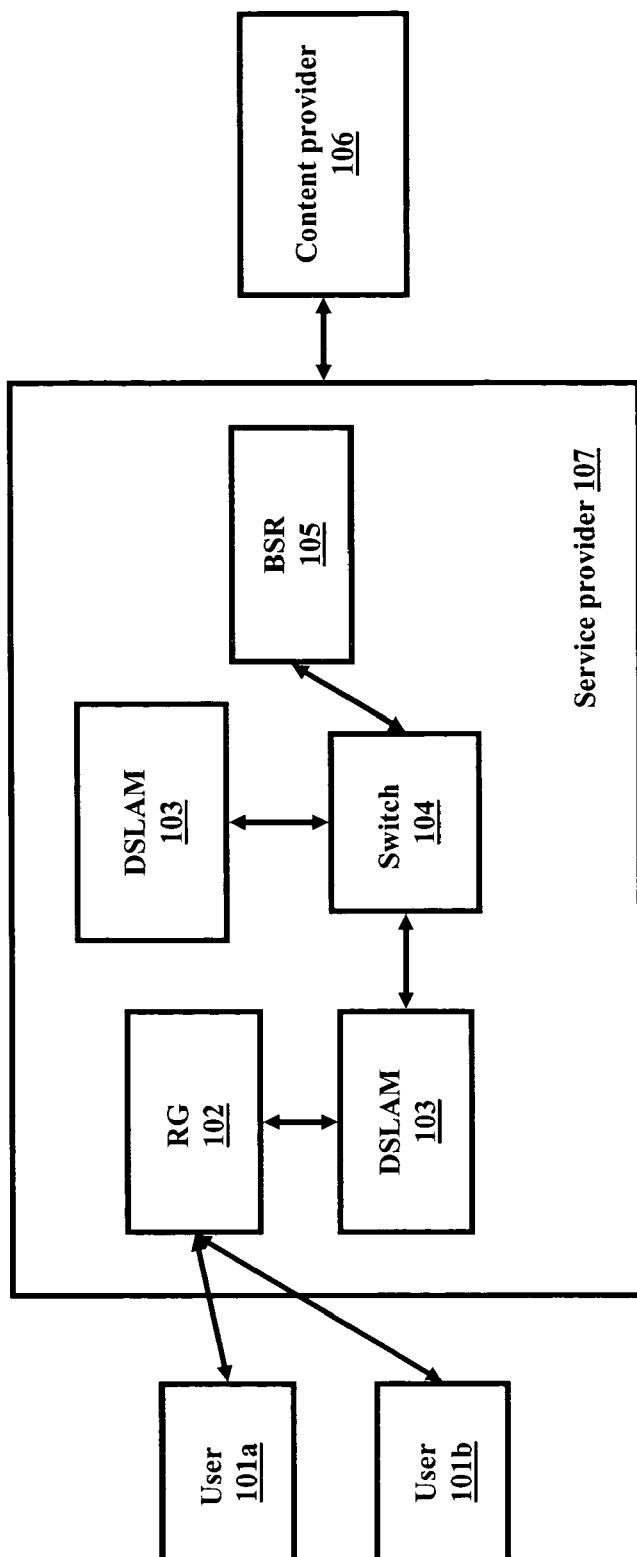 User
101a
User
101b
RG
102
DSLAM
103
DSLAM
103
Switch
104
BSR
105
Service provider 107
Content provider
106